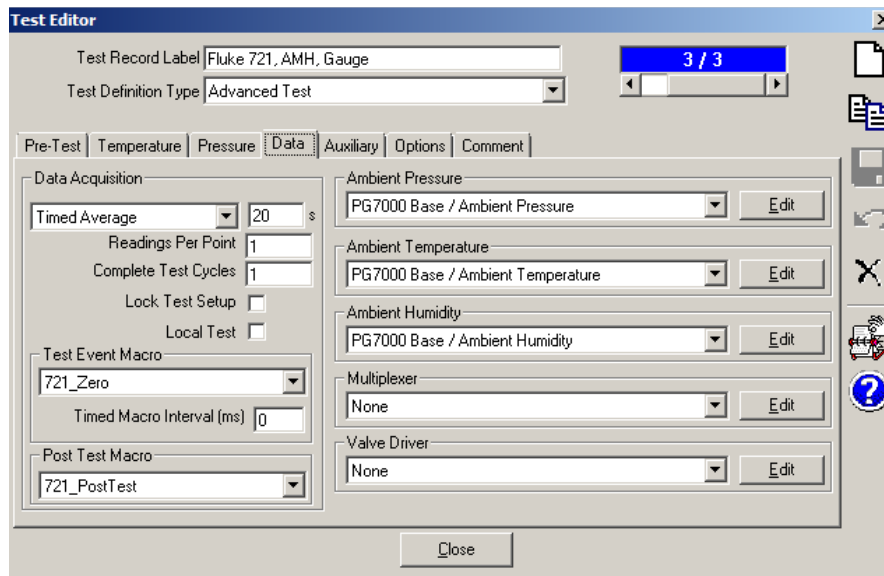 Test Editor
Test Record Label Fluke 721, AMH, Gauge
3 / 3
Test Definition Type Advanced Test
Pre-Test Temperature Pressure Data Auxiliary Options Comment
Data Acquisition
Timed Average 20 s
Readings Per Point 1
Complete Test Cycles 1
Lock Test Setup
Local Test
Test Event Macro
721_Zero
Timed Macro Interval (ms) 0
Post Test Macro
721_PostTest
Ambient Pressure
PG7000 Base / Ambient Pressure Edit
Ambient Temperature
PG7000 Base / Ambient Temperature Edit
Ambient Humidity
PG7000 Base / Ambient Humidity Edit
Multiplexer
None Edit
Valve Driver
None Edit
Close